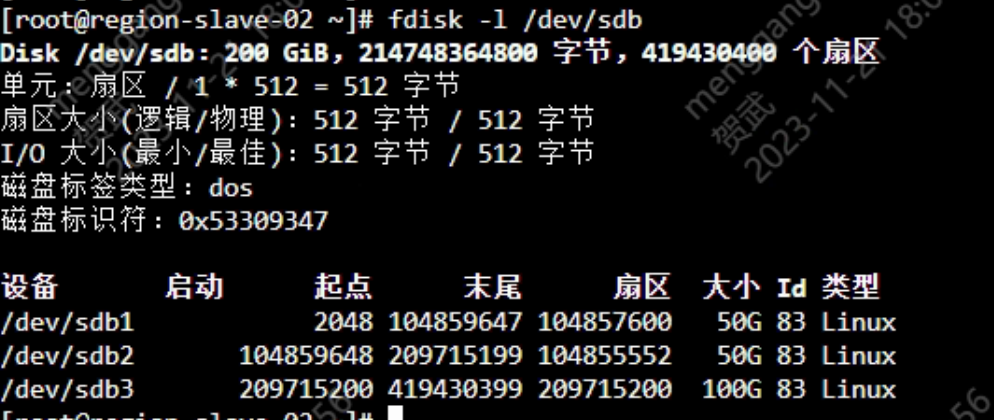 [root@region-slave-02 ~]# fdisk -l /dev/sdb
Disk /dev/sdb：200 GiB，214748364800 字节，419430400 个扇区
单元：扇区 / 1 * 512 = 512 字节
扇区大小(逻辑/物理)：512 字节 / 512 字节
I/O 大小(最小/最佳)：512 字节 / 512 字节
磁盘标签类型：dos
磁盘标识符：0x53309347
设备 启动 起点 末尾 扇区 大小 Id 类型
/dev/sdb1 2048 104859647 104857600 50G 83 Linux
/dev/sdb2 104859648 209715199 104855552 50G 83 Linux
/dev/sdb3 209715200 419430399 209715200 100G 83 Linux
[root@region-slave-02 ~]#
贺武
2023-11-21 18:0